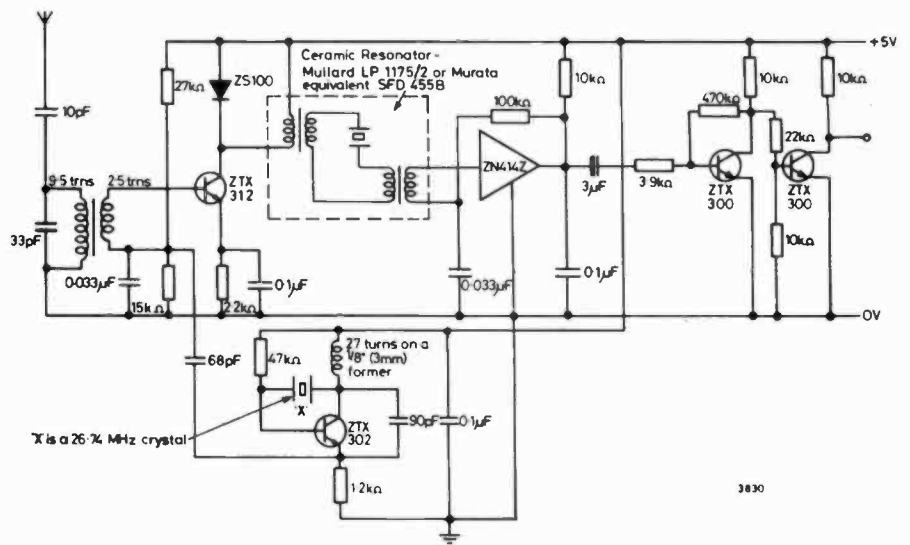 Ceramic Resonator-
Mullard LP 1175/2 or Murata
equivalent SFD 455B
+5V
10pF
27kΩ
ZS100
100kΩ
10kΩ
10kΩ
10kΩ
470kΩ
9·5 trns
2·5 trns
ZTX
312
ZN414Z
3µF
3·9kΩ
22kΩ
ZTX
300
ZTX
300
33pF
0·033µF
15kΩ
2·2kΩ
0·1µF
0·033µF
0·1µF
10kΩ
0V
68pF
47kΩ
27 turns on a
1/8" (3mm)
former
'X'
90pF
0·1µF
'X' is a 26·74 MHz crystal
ZTX
302
1·2kΩ
3830